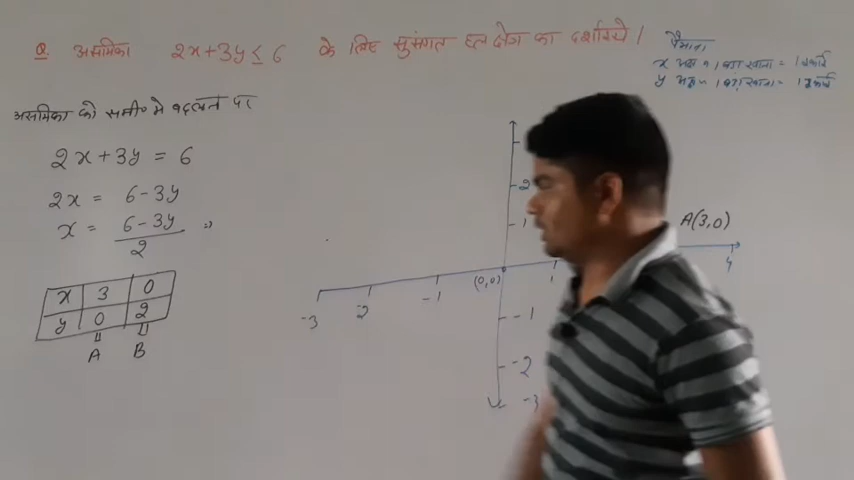 Q. असमिका 2x+3y ≤ 6 के लिए सुसंगत हल क्षेत्र का दर्शाइये।
पैमाना
x अक्ष 1 बड़ा खाना = 1 इकाई
y अक्ष 1 बड़ा खाना = 1 इकाई
असमिका को समी० मे बदलने पर
2x + 3y = 6
2x = 6-3y
x = 6-3y / 2 ⇒
x 3 0
y 0 2
A B
2
1
A(3,0)
-3 -2 -1 (0,0) 1 4
-1
-2
-3